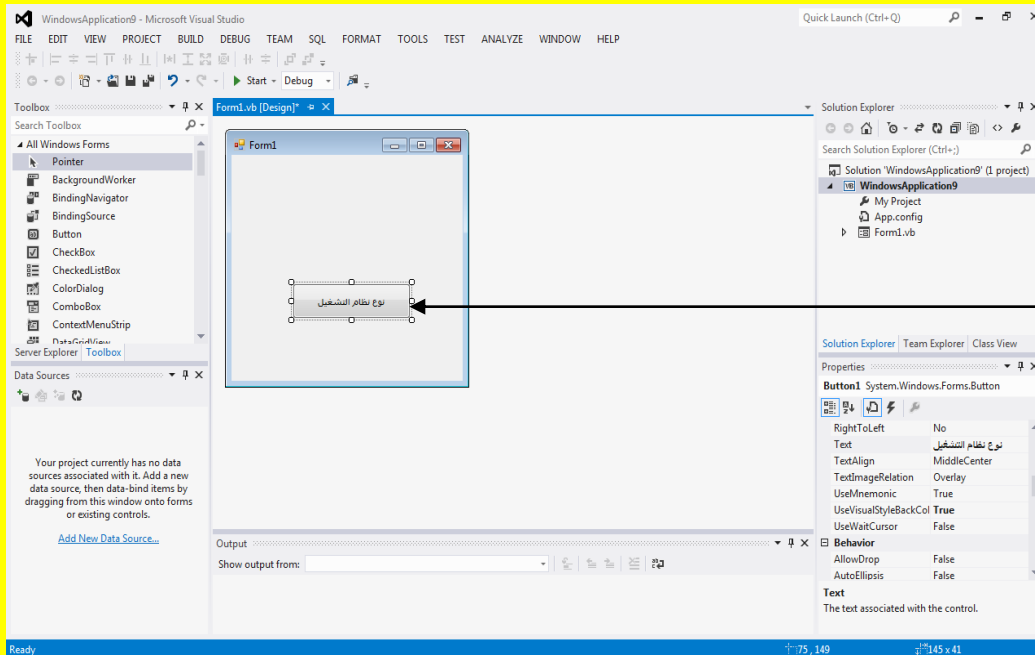 WindowsApplication9 - Microsoft Visual Studio
Quick Launch (Ctrl+Q)
FILE EDIT VIEW PROJECT BUILD DEBUG TEAM SQL FORMAT TOOLS TEST ANALYZE WINDOW HELP
Start Debug
Toolbox
Search Toolbox
All Windows Forms
Pointer
BackgroundWorker
BindingNavigator
BindingSource
Button
CheckBox
CheckedListBox
ColorDialog
ComboBox
ContextMenuStrip
DataGridView
Server Explorer Toolbox
Data Sources
Your project currently has no data
sources associated with it. Add a new
data source, then data-bind items by
dragging from this window onto forms
or existing controls.
Add New Data Source...
Form1.vb [Design]*
Form1
نوع نظام التشغيل
Output
Show output from:
Solution Explorer
Search Solution Explorer (Ctrl+;)
Solution 'WindowsApplication9' (1 project)
VB WindowsApplication9
My Project
App.config
Form1.vb
Solution Explorer Team Explorer Class View
Properties
Button1 System.Windows.Forms.Button
RightToLeft No
Text نوع نظام التشغيل
TextAlign MiddleCenter
TextImageRelation Overlay
UseMnemonic True
UseVisualStyleBackCol True
UseWaitCursor False
Behavior
AllowDrop False
AutoEllipsis False
Text
The text associated with the control.
Ready 75 , 149 145 x 41